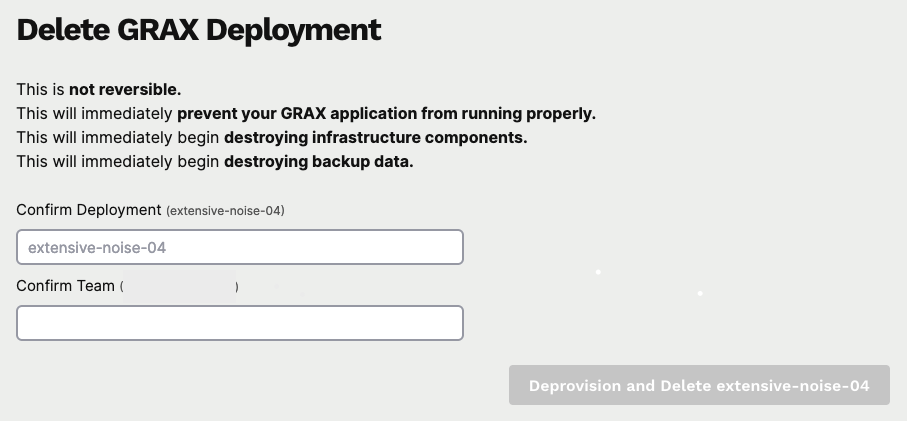 Delete GRAX Deployment
This is not reversible.
This will immediately prevent your GRAX application from running properly.
This will immediately begin destroying infrastructure components.
This will immediately begin destroying backup data.
Confirm Deployment (extensive-noise-04)
extensive-noise-04
Confirm Team ( )
Deprovision and Delete extensive-noise-04